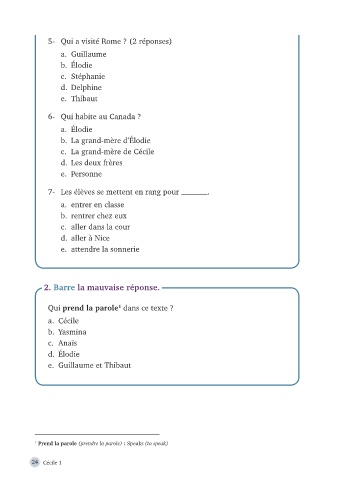 5- Qui a visité Rome ? (2 réponses)
a. Guillaume
b. Élodie
c. Stéphanie
d. Delphine
e. Thibaut
6- Qui habite au Canada ?
a. Élodie
b. La grand-mère d'Élodie
c. La grand-mère de Cécile
d. Les deux frères
e. Personne
7- Les élèves se mettent en rang pour _______.
a. entrer en classe
b. rentrer chez eux
c. aller dans la cour
d. aller à Nice
e. attendre la sonnerie
2. Barre la mauvaise réponse.
Qui prend la parole¹ dans ce texte ?
a. Cécile
b. Yasmina
c. Anaïs
d. Élodie
e. Guillaume et Thibaut
¹ Prend la parole (prendre la parole) : Speaks (to speak)
24 Cécile 1